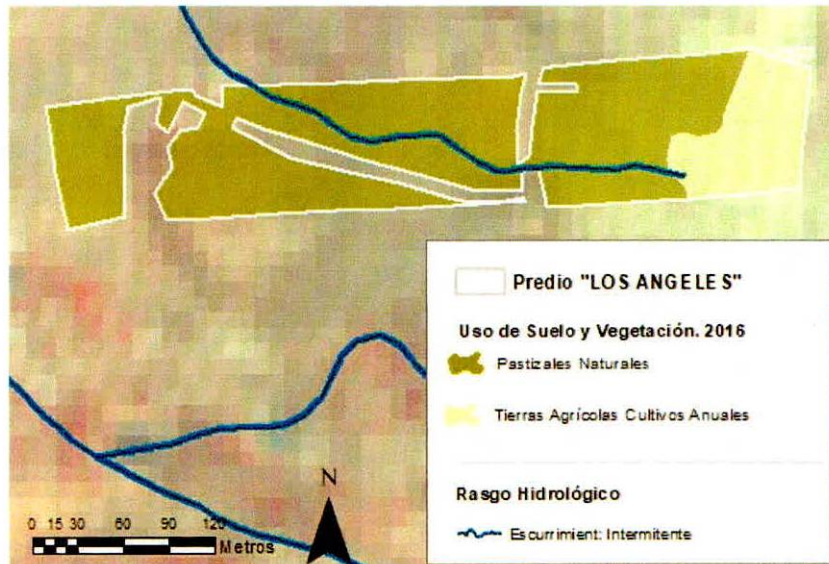 Predio "LOS ANGELES"
Uso de Suelo y Vegetación. 2016
Pastizales Naturales
Tierras Agrícolas Cultivos Anuales
Rasgo Hidrológico
Escurrimient: Intermitente
N
0 15 30 60 90 120
Metros